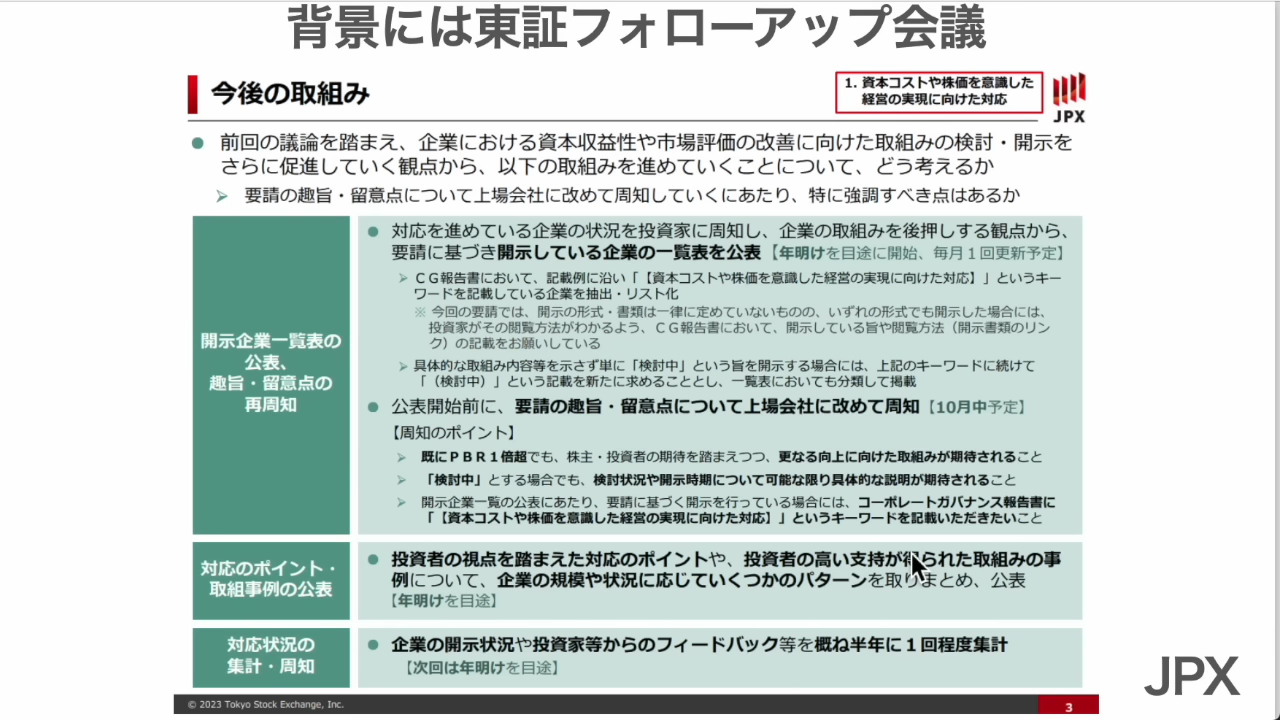 背景には東証フォローアップ会議
今後の取組み
1. 資本コストや株価を意識した
経営の実現に向けた対応
JPX
● 前回の議論を踏まえ、企業における資本収益性や市場評価の改善に向けた取組みの検討・開示を
さらに促進していく観点から、以下の取組みを進めていくことについて、どう考えるか
➢ 要請の趣旨・留意点について上場会社に改めて周知していくにあたり、特に強調すべき点はあるか
開示企業一覧表の
公表、
趣旨・留意点の
再周知
● 対応を進めている企業の状況を投資家に周知し、企業の取組みを後押しする観点から、
要請に基づき開示している企業の一覧表を公表【年明けを目途に開始、毎月１回更新予定】
➢ ＣＧ報告書において、記載例に沿い「【資本コストや株価を意識した経営の実現に向けた対応】」というキー
ワードを記載している企業を抽出・リスト化
※ 今回の要請では、開示の形式・書類は一律に定めていないものの、いずれの形式でも開示した場合には、
投資家がその閲覧方法がわかるよう、ＣＧ報告書において、開示している旨や閲覧方法（開示書類のリン
ク）の記載をお願いしている
➢ 具体的な取組み内容等を示さず単に「検討中」という旨を開示する場合には、上記のキーワードに続けて
「（検討中）」という記載を新たに求めることとし、一覧表においても分類して掲載
● 公表開始前に、要請の趣旨・留意点について上場会社に改めて周知【10月中予定】
【周知のポイント】
➢ 既にＰＢＲ１倍超でも、株主・投資者の期待を踏まえつつ、更なる向上に向けた取組みが期待されること
➢ 「検討中」とする場合でも、検討状況や開示時期について可能な限り具体的な説明が期待されること
➢ 開示企業一覧の公表にあたり、要請に基づく開示を行っている場合には、コーポレートガバナンス報告書に
「【資本コストや株価を意識した経営の実現に向けた対応】」というキーワードを記載いただきたいこと
対応のポイント・
取組事例の公表
● 投資者の視点を踏まえた対応のポイントや、投資者の高い支持が得られた取組みの事
例について、企業の規模や状況に応じていくつかのパターンを取りまとめ、公表
【年明けを目途】
対応状況の
集計・周知
● 企業の開示状況や投資家等からのフィードバック等を概ね半年に１回程度集計
【次回は年明けを目途】
© 2023 Tokyo Stock Exchange, Inc.
3
JPX